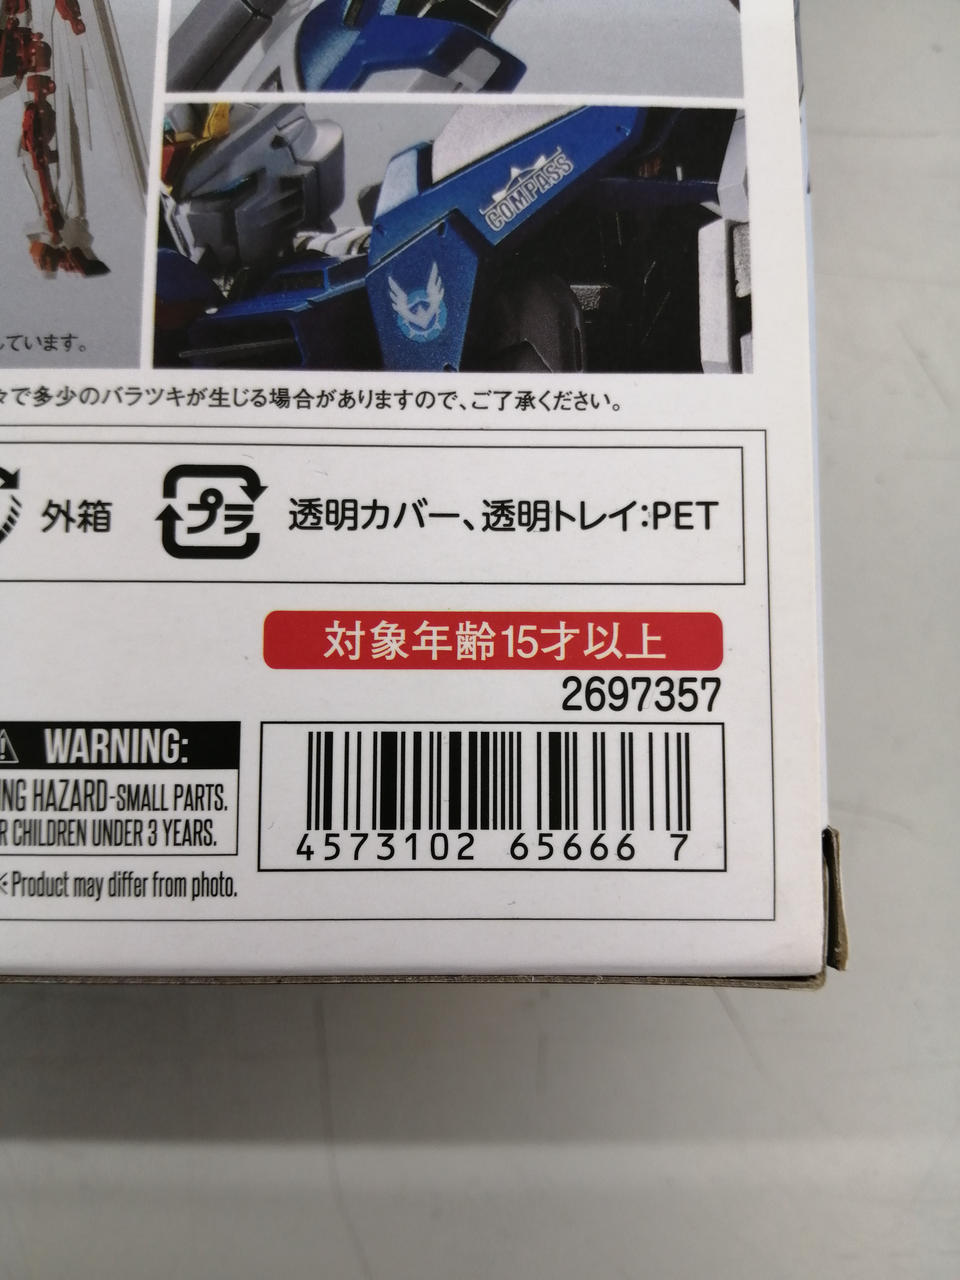 COMPASS
しています。
々で多少のバラツキが生じる場合がありますので、ご了承ください。
外箱
プラ
透明カバー、透明トレイ:PET
対象年齢15才以上
2697357
WARNING:
HAZARD-SMALL PARTS.
CHILDREN UNDER 3 YEARS.
※Product may differ from photo.
4573102 65666 7